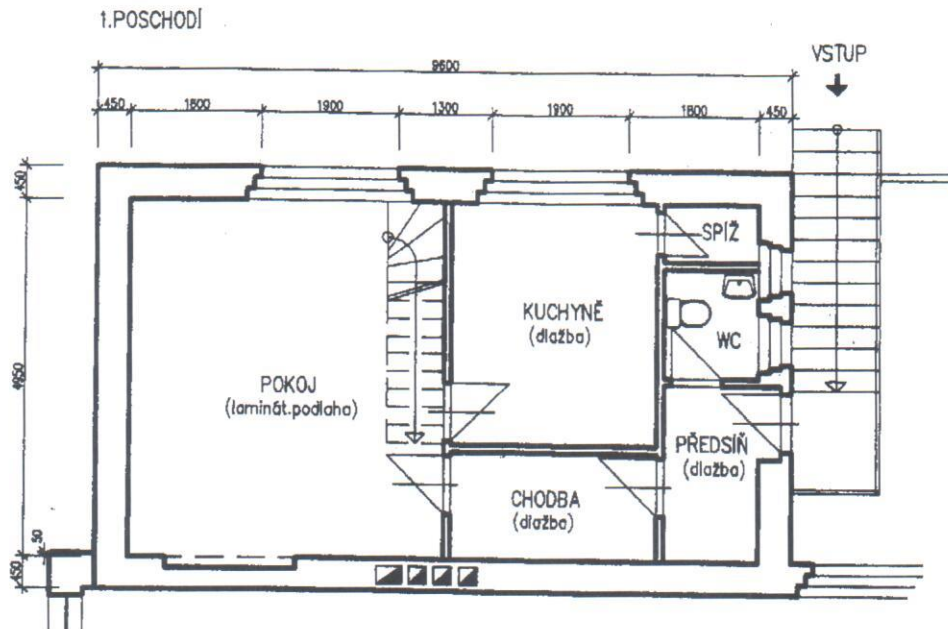 1.POSCHODÍ
VSTUP
9600
450
1800
1900
1300
1900
1800
450
450
SPÍŽ
KUCHYNĚ
(dlažba)
WC
4950
POKOJ
(laminát.podlaha)
PŘEDSÍŇ
(dlažba)
CHODBA
(dlažba)
50
450